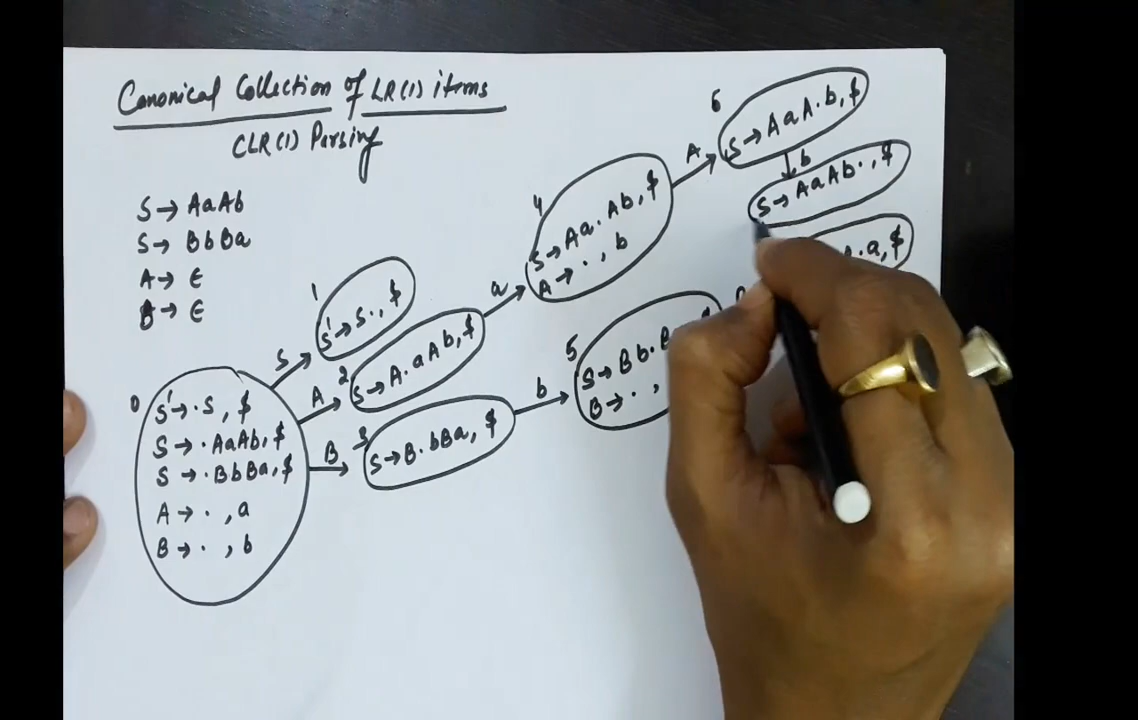 Canonical Collection of LR(1) items
CLR(1) Parsing
S → AaAb
S → BbBa
A → ε
B → ε
0
S' → .S, $
S → .AaAb, $
S → .BbBa, $
A → . , a
B → . , b
S
1
S' → S., $
A
2
S → A.aAb, $
B
3
S → B.bBa, $
a
4
S → Aa.Ab, $
A → . , b
b
5
S → Bb.B
B → . ,
A
6
S → AaA.b, $
b
S → AaAb., $
.a, $